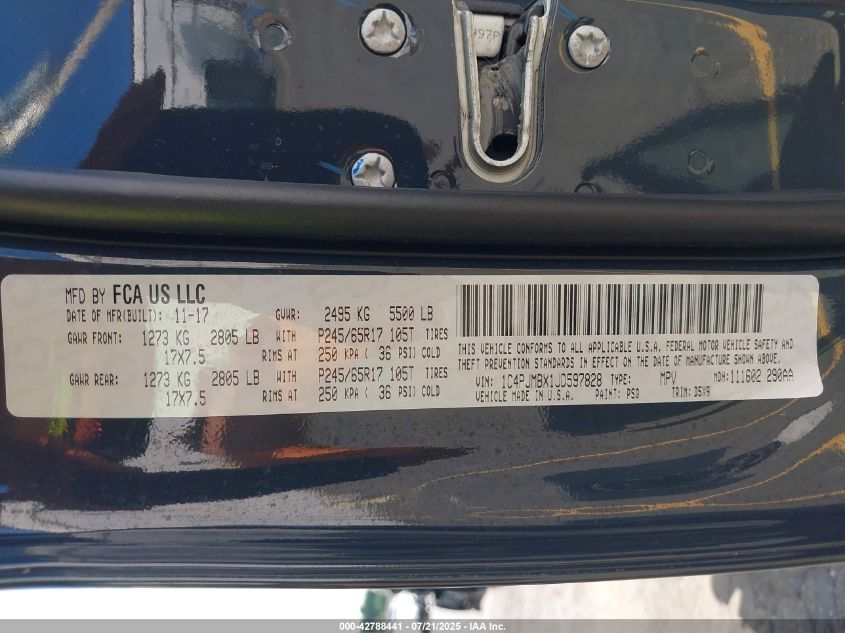 097P
MFD BY FCA US LLC
DATE OF MFR(BUILT): 11-17 GVWR: 2495 KG 5500 LB
GAWR FRONT: 1273 KG 2805 LB WITH P245/65R17 105T TIRES
17X7.5 RIMS AT 250 KPA ( 36 PSI) COLD
GAWR REAR: 1273 KG 2805 LB WITH P245/65R17 105T TIRES
17X7.5 RIMS AT 250 KPA ( 36 PSI) COLD
THIS VEHICLE CONFORMS TO ALL APPLICABLE U.S.A. FEDERAL MOTOR VEHICLE SAFETY AND
THEFT PREVENTION STANDARDS IN EFFECT ON THE DATE OF MANUFACTURE SHOWN ABOVE.
VIN: 1C4PJMBX1JD597828 TYPE: MPV MDH: 111602 290AA
VEHICLE MADE IN U.S.A. PAINT: PS9 TRIM: D5X9
000-42788441 - 07/21/2025 - IAA Inc.